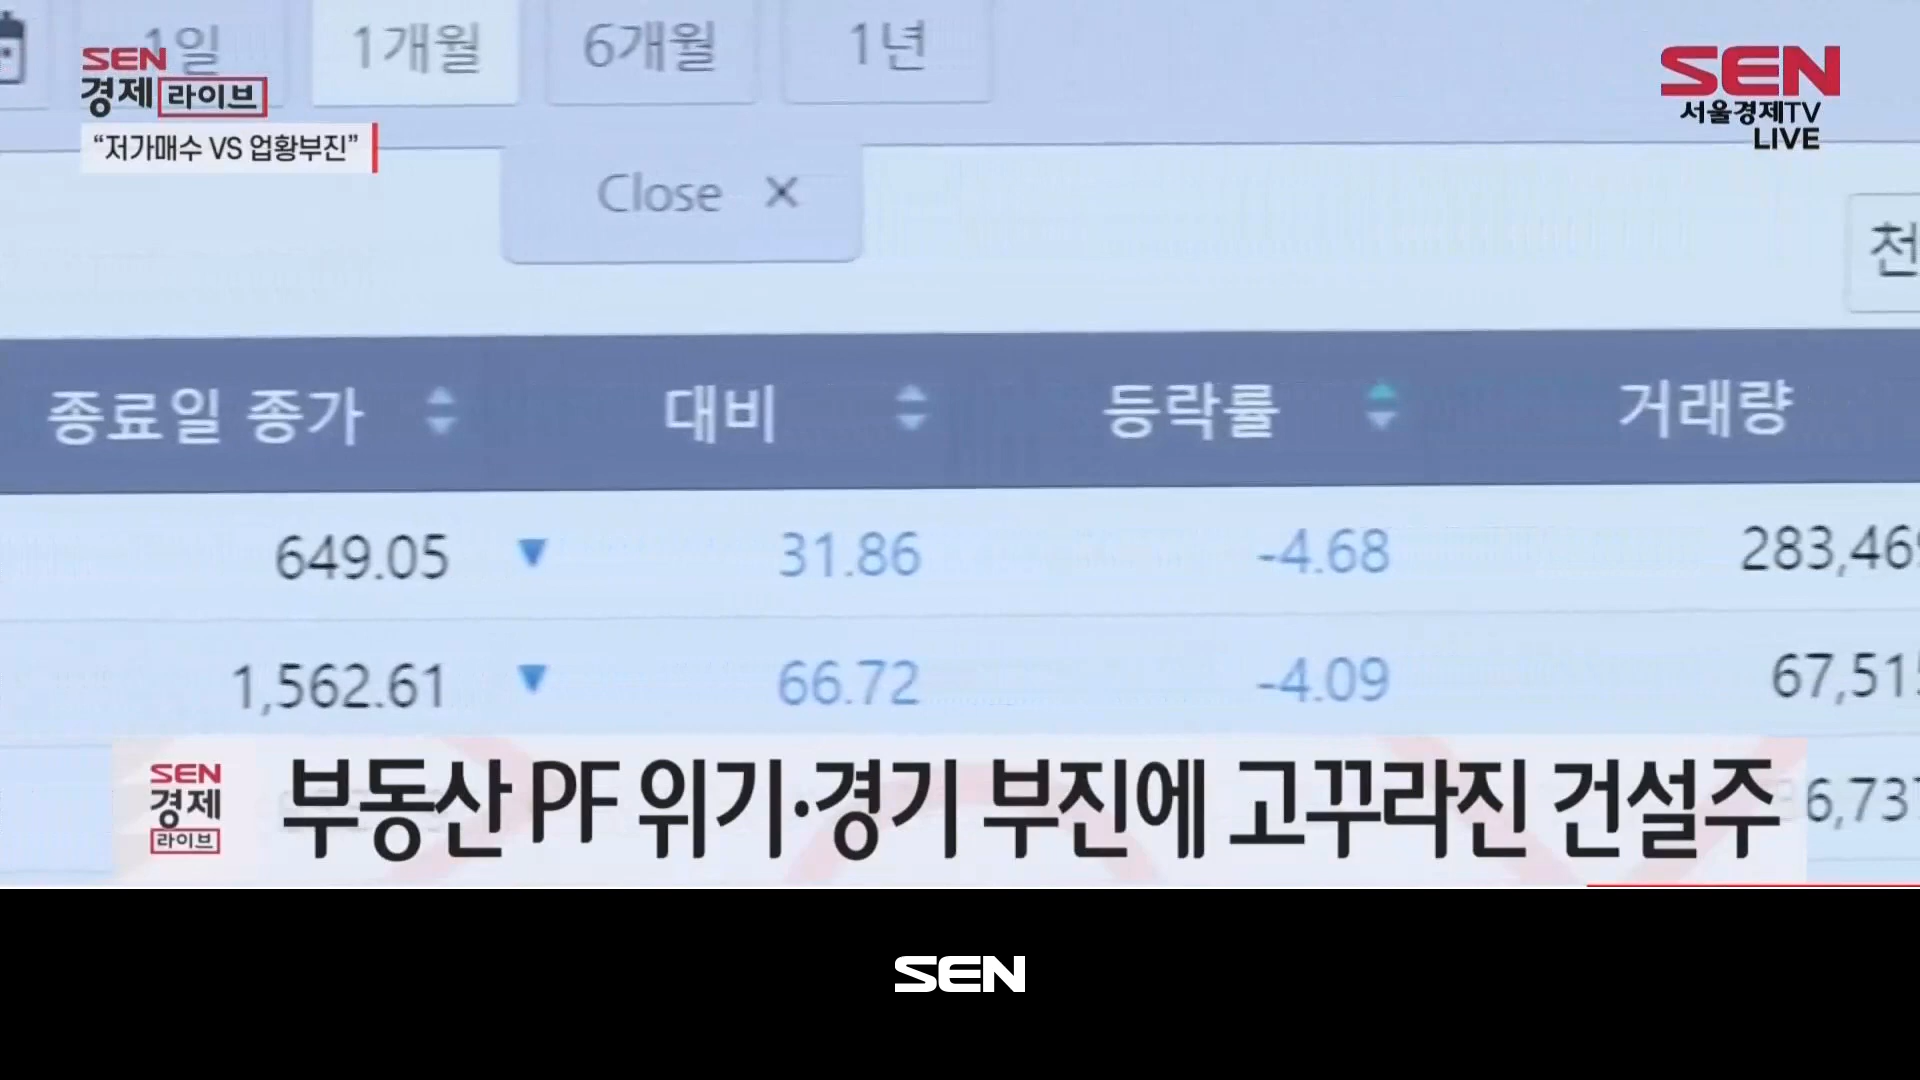 1일
1개월
6개월
1년
SEN
경제 라이브
“저가매수 VS 업황부진”
SEN
서울경제TV
LIVE
Close ×
천
종료일 종가 대비 등락률 거래량
649.05 ▼ 31.86 -4.68 283,469
1,562.61 ▼ 66.72 -4.09 67,515
6,737
SEN
경제
라이브
부동산 PF 위기·경기 부진에 고꾸라진 건설주
SEN